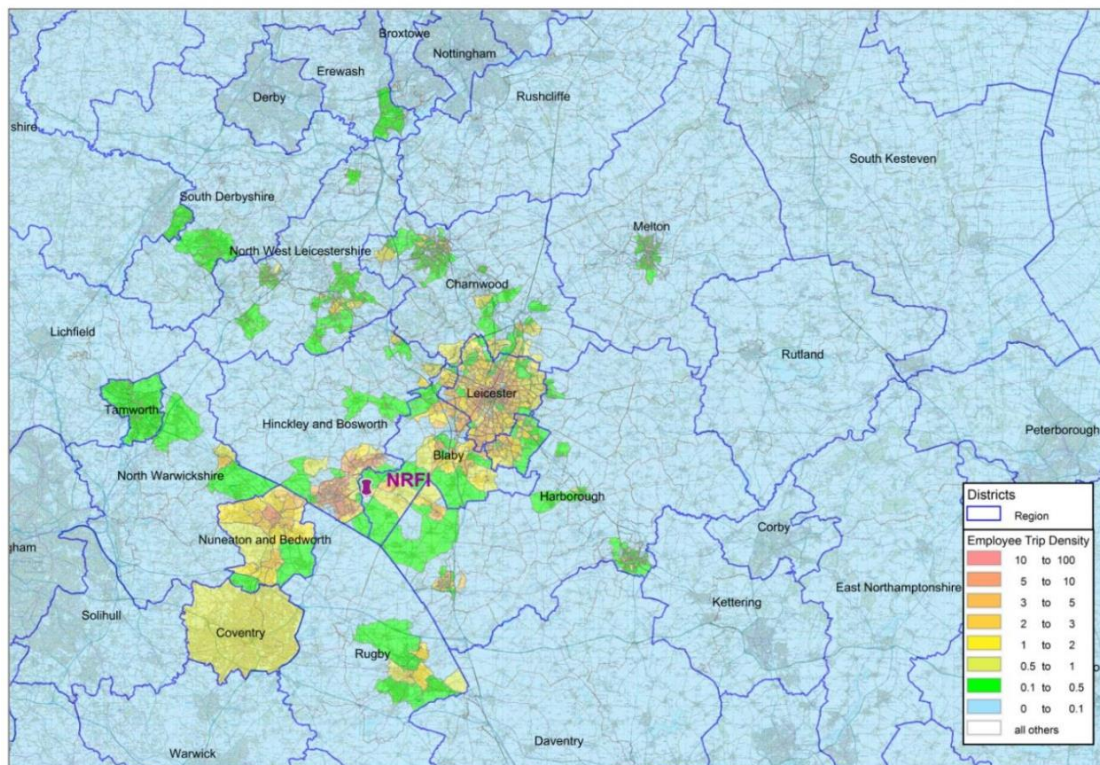 Broxtowe
Nottingham
Erewash
Derby
Rushcliffe
shire
South Kesteven
South Derbyshire
North West Leicestershire
Melton
Charnwood
Lichfield
Rutland
Leicester
Tamworth
Hinckley and Bosworth
Peterborough
Blaby
North Warwickshire
NRFI
Harborough
Corby
gham
Nuneaton and Bedworth
East Northamptonshire
Kettering
Solihull
Coventry
Rugby
Warwick
Daventry
Districts
Region
Employee Trip Density
10 to 100
5 to 10
3 to 5
2 to 3
1 to 2
0.5 to 1
0.1 to 0.5
0 to 0.1
all others